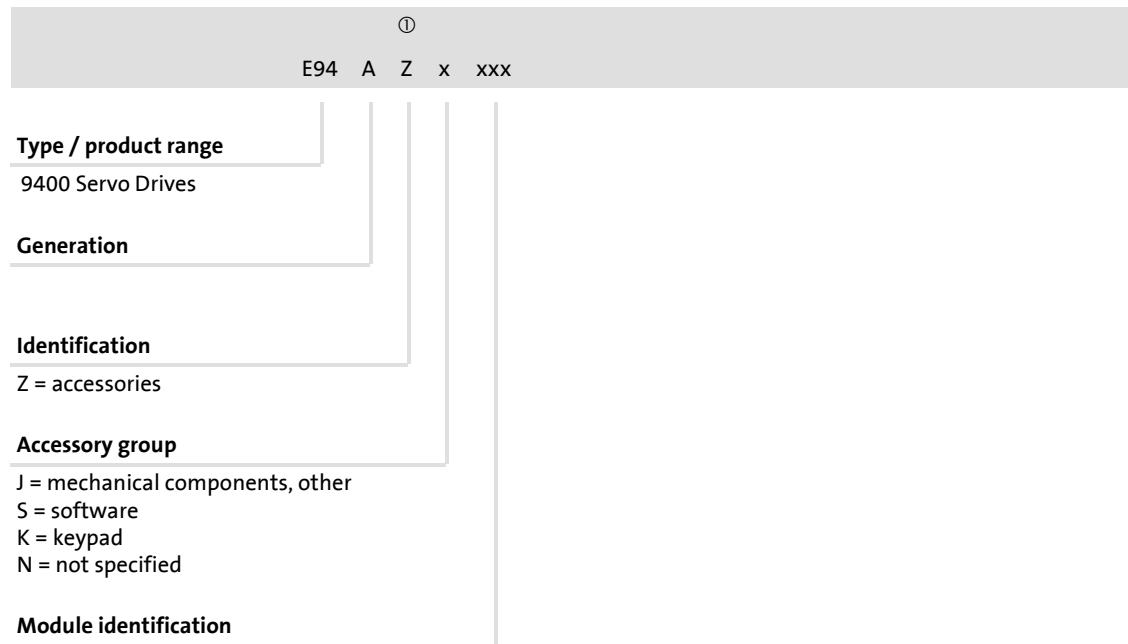 ①
E94 A Z x xxx
Type / product range
9400 Servo Drives
Generation
Identification
Z = accessories
Accessory group
J = mechanical components, other
S = software
K = keypad
N = not specified
Module identification